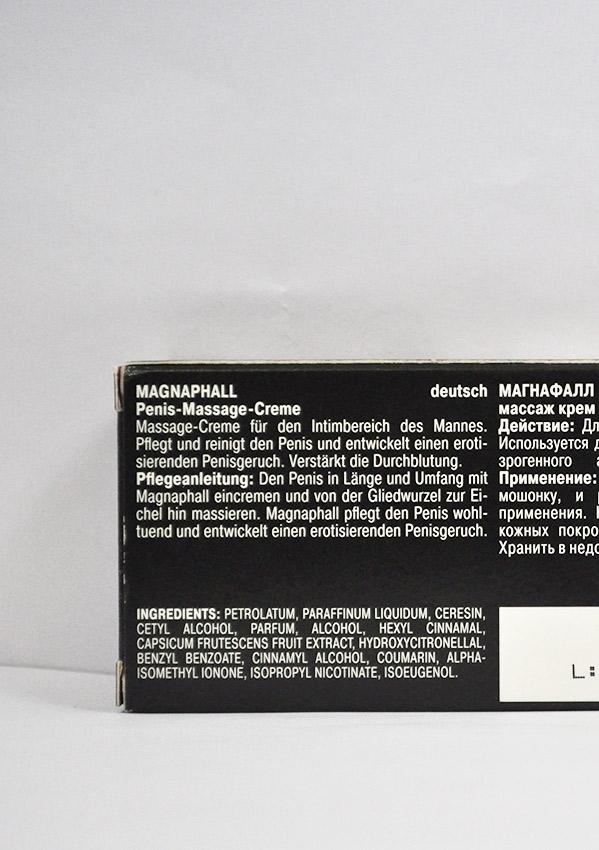 MAGNAPHALL deutsch
Penis-Massage-Creme
Massage-Creme für den Intimbereich des Mannes.
Pflegt und reinigt den Penis und entwickelt einen eroti-
sierenden Penisgeruch. Verstärkt die Durchblutung.
Pflegeanleitung: Den Penis in Länge und Umfang mit
Magnaphall eincremen und von der Gliedwurzel zur Ei-
chel hin massieren. Magnaphall pflegt den Penis wohl-
tuend und entwickelt einen erotisierenden Penisgeruch.
INGREDIENTS: PETROLATUM, PARAFFINUM LIQUIDUM, CERESIN,
CETYL ALCOHOL, PARFUM, ALCOHOL, HEXYL CINNAMAL,
CAPSICUM FRUTESCENS FRUIT EXTRACT, HYDROXYCITRONELLAL,
BENZYL BENZOATE, CINNAMYL ALCOHOL, COUMARIN, ALPHA-
ISOMETHYL IONONE, ISOPROPYL NICOTINATE, ISOEUGENOL.
МАГНАФАЛЛ
массаж крем
Действие:
Используется
зрогенного
Применение:
мошонку, и
применения.
кожных покро
Хранить в недо
L: